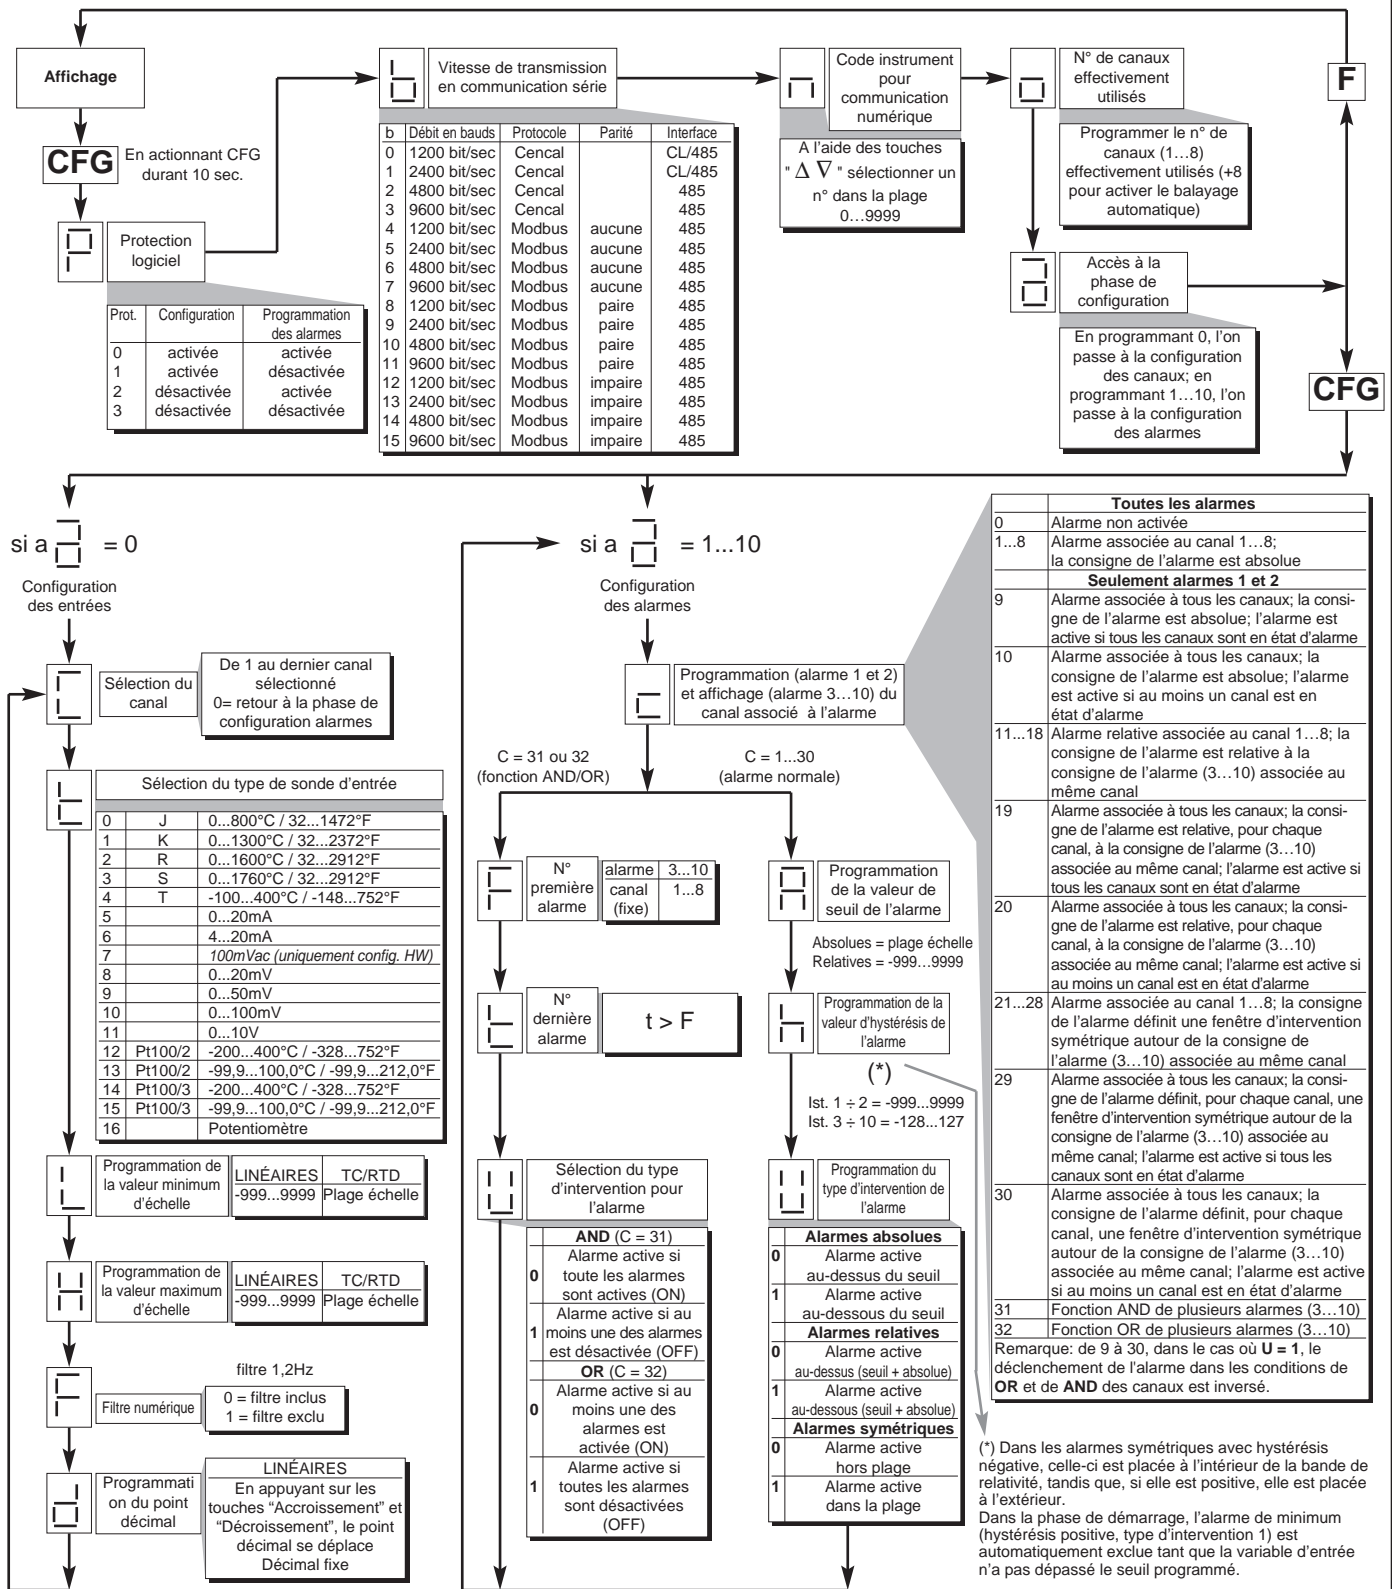 Affichage
CFG
En actionnant CFG
durant 10 sec.
P
Protection
logiciel
Prot. Configuration Programmation
des alarmes
0 activée activée
1 activée désactivée
2 désactivée activée
3 désactivée désactivée
b
Vitesse de transmission
en communication série
b Débit en bauds Protocole Parité Interface
0 1200 bit/sec Cencal CL/485
1 2400 bit/sec Cencal CL/485
2 4800 bit/sec Cencal 485
3 9600 bit/sec Cencal 485
4 1200 bit/sec Modbus aucune 485
5 2400 bit/sec Modbus aucune 485
6 4800 bit/sec Modbus aucune 485
7 9600 bit/sec Modbus aucune 485
8 1200 bit/sec Modbus paire 485
9 2400 bit/sec Modbus paire 485
10 4800 bit/sec Modbus paire 485
11 9600 bit/sec Modbus paire 485
12 1200 bit/sec Modbus impaire 485
13 2400 bit/sec Modbus impaire 485
14 4800 bit/sec Modbus impaire 485
15 9600 bit/sec Modbus impaire 485
n
Code instrument
pour
communication
numérique
A l'aide des touches
" Δ ∇ " sélectionner un
n° dans la plage
0…9999
o
N° de canaux
effectivement
utilisés
Programmer le n° de
canaux (1…8)
effectivement utilisés (+8
pour activer le balayage
automatique)
a
Accès à la
phase de
configuration
En programmant 0, l'on
passe à la configuration
des canaux; en
programmant 1…10, l'on
passe à la configuration
des alarmes
F
CFG
si a a = 0
Configuration
des entrées
C
Sélection du
canal
De 1 au dernier canal
sélectionné
0= retour à la phase de
configuration alarmes
t
Sélection du type de sonde d'entrée
0 J 0...800°C / 32...1472°F
1 K 0...1300°C / 32...2372°F
2 R 0...1600°C / 32...2912°F
3 S 0...1760°C / 32...2912°F
4 T -100...400°C / -148...752°F
5 0...20mA
6 4...20mA
7 100mVac (uniquement config. HW)
8 0...20mV
9 0...50mV
10 0...100mV
11 0...10V
12 Pt100/2 -200...400°C / -328...752°F
13 Pt100/2 -99,9...100,0°C / -99,9...212,0°F
14 Pt100/3 -200...400°C / -328...752°F
15 Pt100/3 -99,9...100,0°C / -99,9...212,0°F
16 Potentiomètre
L
Programmation de
la valeur minimum
d'échelle
LINÉAIRES TC/RTD
-999...9999 Plage échelle
H
Programmation de
la valeur maximum
d'échelle
LINÉAIRES TC/RTD
-999...9999 Plage échelle
F
Filtre numérique
filtre 1,2Hz
0 = filtre inclus
1 = filtre exclu
d
Programmati
on du point
décimal
LINÉAIRES
En appuyant sur les
touches “Accroissement” et
“Décroissement”, le point
décimal se déplace
Décimal fixe
si a a = 1...10
Configuration
des alarmes
c
Programmation (alarme 1 et 2)
et affichage (alarme 3…10) du
canal associé à l'alarme
C = 31 ou 32
(fonction AND/OR)
C = 1...30
(alarme normale)
F
N°
première
alarme
alarme 3...10
canal 1...8
(fixe)
t
N°
dernière
alarme
t > F
U
Sélection du type
d'intervention pour
l'alarme
AND (C = 31)
0 Alarme active si
toute les alarmes
sont actives (ON)
1 Alarme active si au
moins une des alarmes
est désactivée (OFF)
OR (C = 32)
0 Alarme active si au
moins une des
alarmes est
activée (ON)
1 Alarme active si
toutes les alarmes
sont désactivées
(OFF)
A
Programmation
de la valeur de
seuil de l'alarme
Absolues = plage échelle
Relatives = -999…9999
h
Programmation de la
valeur d'hystérésis de
l'alarme
(*)
Ist. 1 ÷ 2 = -999...9999
Ist. 3 ÷ 10 = -128...127
U
Programmation du
type d'intervention de
l'alarme
Alarmes absolues
0 Alarme active
au-dessus du seuil
1 Alarme active
au-dessous du seuil
Alarmes relatives
0 Alarme active
au-dessus (seuil + absolue)
1 Alarme active
au-dessous (seuil + absolue)
Alarmes symétriques
0 Alarme active
hors plage
1 Alarme active
dans la plage
Toutes les alarmes
0 Alarme non activée
1...8 Alarme associée au canal 1…8;
la consigne de l'alarme est absolue
Seulement alarmes 1 et 2
9 Alarme associée à tous les canaux; la consi-
gne de l'alarme est absolue; l'alarme est
active si tous les canaux sont en état d'alarme
10 Alarme associée à tous les canaux; la
consigne de l'alarme est absolue; l'alarme
est active si au moins un canal est en
état d'alarme
11...18 Alarme relative associée au canal 1…8; la
consigne de l'alarme est relative à la
consigne de l'alarme (3…10) associée au
même canal
19 Alarme associée à tous les canaux; la consi-
gne de l'alarme est relative, pour chaque
canal, à la consigne de l'alarme (3…10)
associée au même canal; l'alarme est active si
tous les canaux sont en état d'alarme
20 Alarme associée à tous les canaux; la consi-
gne de l'alarme est relative, pour chaque
canal, à la consigne de l'alarme (3…10)
associée au même canal; l'alarme est active si
au moins un canal est en état d'alarme
21...28 Alarme associée au canal 1…8; la consigne
de l'alarme définit une fenêtre d'intervention
symétrique autour de la consigne de
l'alarme (3…10) associée au même canal
29 Alarme associée à tous les canaux; la consi-
gne de l'alarme définit, pour chaque canal, une
fenêtre d'intervention symétrique autour de la
consigne de l'alarme (3…10) associée au
même canal; l'alarme est active si tous les
canaux sont en état d'alarme
30 Alarme associée à tous les canaux; la
consigne de l'alarme définit, pour chaque
canal, une fenêtre d'intervention symétrique
autour de la consigne de l'alarme (3…10)
associée au même canal; l'alarme est active
si au moins un canal est en état d'alarme
31 Fonction AND de plusieurs alarmes (3…10)
32 Fonction OR de plusieurs alarmes (3…10)
Remarque: de 9 à 30, dans le cas où U = 1, le
déclenchement de l'alarme dans les conditions de
OR et de AND des canaux est inversé.
(*) Dans les alarmes symétriques avec hystérésis
négative, celle-ci est placée à l'intérieur de la bande de
relativité, tandis que, si elle est positive, elle est placée
à l'extérieur.
Dans la phase de démarrage, l'alarme de minimum
(hystérésis positive, type d'intervention 1) est
automatiquement exclue tant que la variable d'entrée
n'a pas dépassé le seuil programmé.